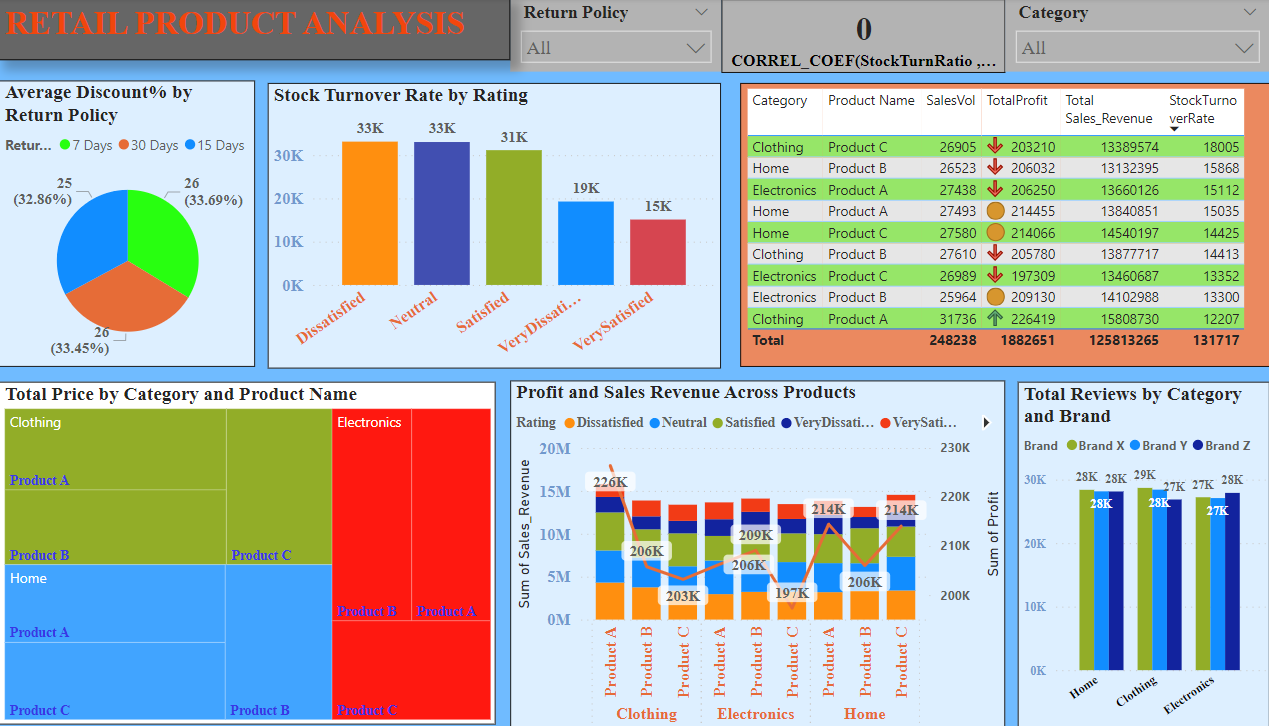 RETAIL PRODUCT ANALYSIS
Return Policy
All
0
CORREL_COEF(StockTurnRatio ,...
Category
All
Average Discount% by
Return Policy
Retur... 7 Days 30 Days 15 Days
25
(32.86%)
26
(33.69%)
26
(33.45%)
Stock Turnover Rate by Rating
33K 33K 31K 19K 15K
30K
20K
10K
0K
Dissatisfied Neutral Satisfied VeryDissati... VerySatisfied
Category Product Name SalesVol TotalProfit Total Sales_Revenue StockTurnoverRate
Clothing Product C 26905 203210 13389574 18005
Home Product B 26523 206032 13132395 15868
Electronics Product A 27438 206250 13660126 15112
Home Product A 27493 214455 13840851 15035
Home Product C 27580 214066 14540197 14425
Clothing Product B 27610 205780 13877717 14413
Electronics Product C 26989 197309 13460687 13352
Electronics Product B 25964 209130 14102988 13300
Clothing Product A 31736 226419 15808730 12207
Total 248238 1882651 125813265 131717
Total Price by Category and Product Name
Clothing
Product A
Product B
Product C
Home
Product A
Product C
Product B
Electronics
Product B
Product A
Product C
Profit and Sales Revenue Across Products
Rating Dissatisfied Neutral Satisfied VeryDissati... VerySati...
Sum of Sales_Revenue
20M
15M
10M
5M
0M
226K
206K
203K
206K
209K
197K
214K
206K
214K
230K
220K
210K
200K
Sum of Profit
Product A Product B Product C Product A Product B Product C Product A Product B Product C
Clothing Electronics Home
Total Reviews by Category
and Brand
Brand Brand X Brand Y Brand Z
30K
20K
10K
0K
28K 28K 28K
29K 28K 27K
27K 27K 28K
Home Clothing Electronics